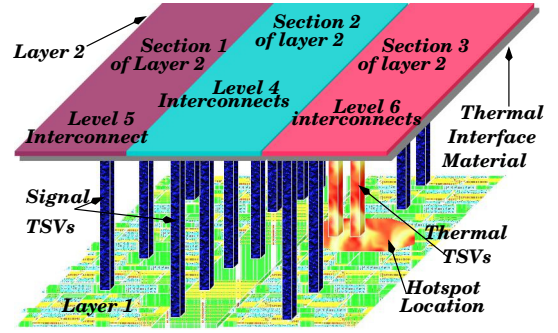 Layer 2
Section 1
of Layer 2
Section 2
of layer 2
Section 3
of layer 2
Level 4
Interconnects
Level 5
Interconnect
Level 6
interconnects
Thermal
Interface
Material
Signal
TSVs
Thermal
TSVs
Hotspot
Location
Layer 1